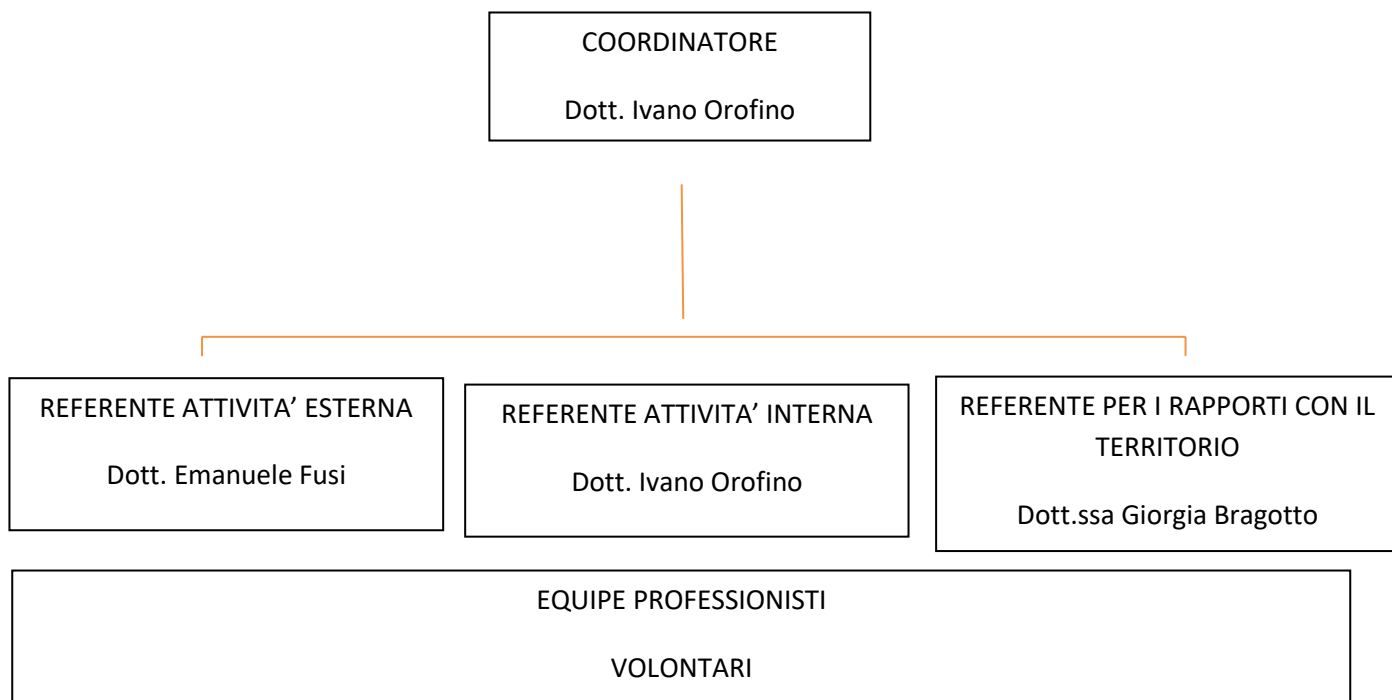 COORDINATORE
Dott. Ivano Orofino
REFERENTE ATTIVITA’ ESTERNA
Dott. Emanuele Fusi
REFERENTE ATTIVITA’ INTERNA
Dott. Ivano Orofino
REFERENTE PER I RAPPORTI CON IL
TERRITORIO
Dott.ssa Giorgia Bragotto
EQUIPE PROFESSIONISTI
VOLONTARI